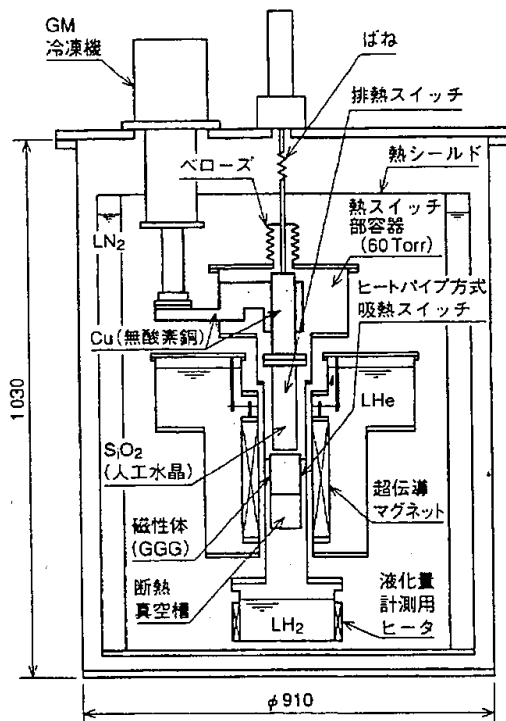 GM
冷凍機
ばね
排熱スイッチ
ベローズ
熱シールド
LN2
熱スイッチ
部容器
(60 Torr)
ヒートパイプ方式
吸熱スイッチ
Cu(無酸素銅)
LHe
SiO2
(人工水晶)
超伝導
マグネット
磁性体
(GGG)
断熱
真空槽
液化量
計測用
ヒータ
LH2
1030
φ910